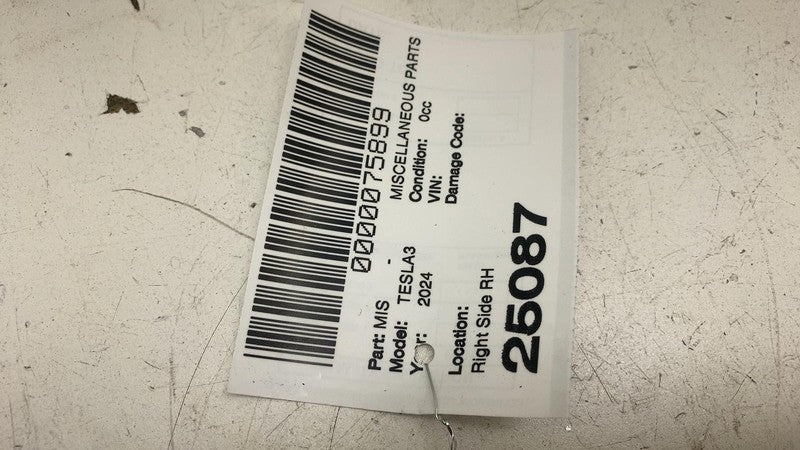 0000075899
Part: MIS -
Model: TESLA3 MISCELLANEOUS PARTS
Year: 2024 Condition: 0cc
VIN:
Damage Code:
Location:
Right Side RH
25087